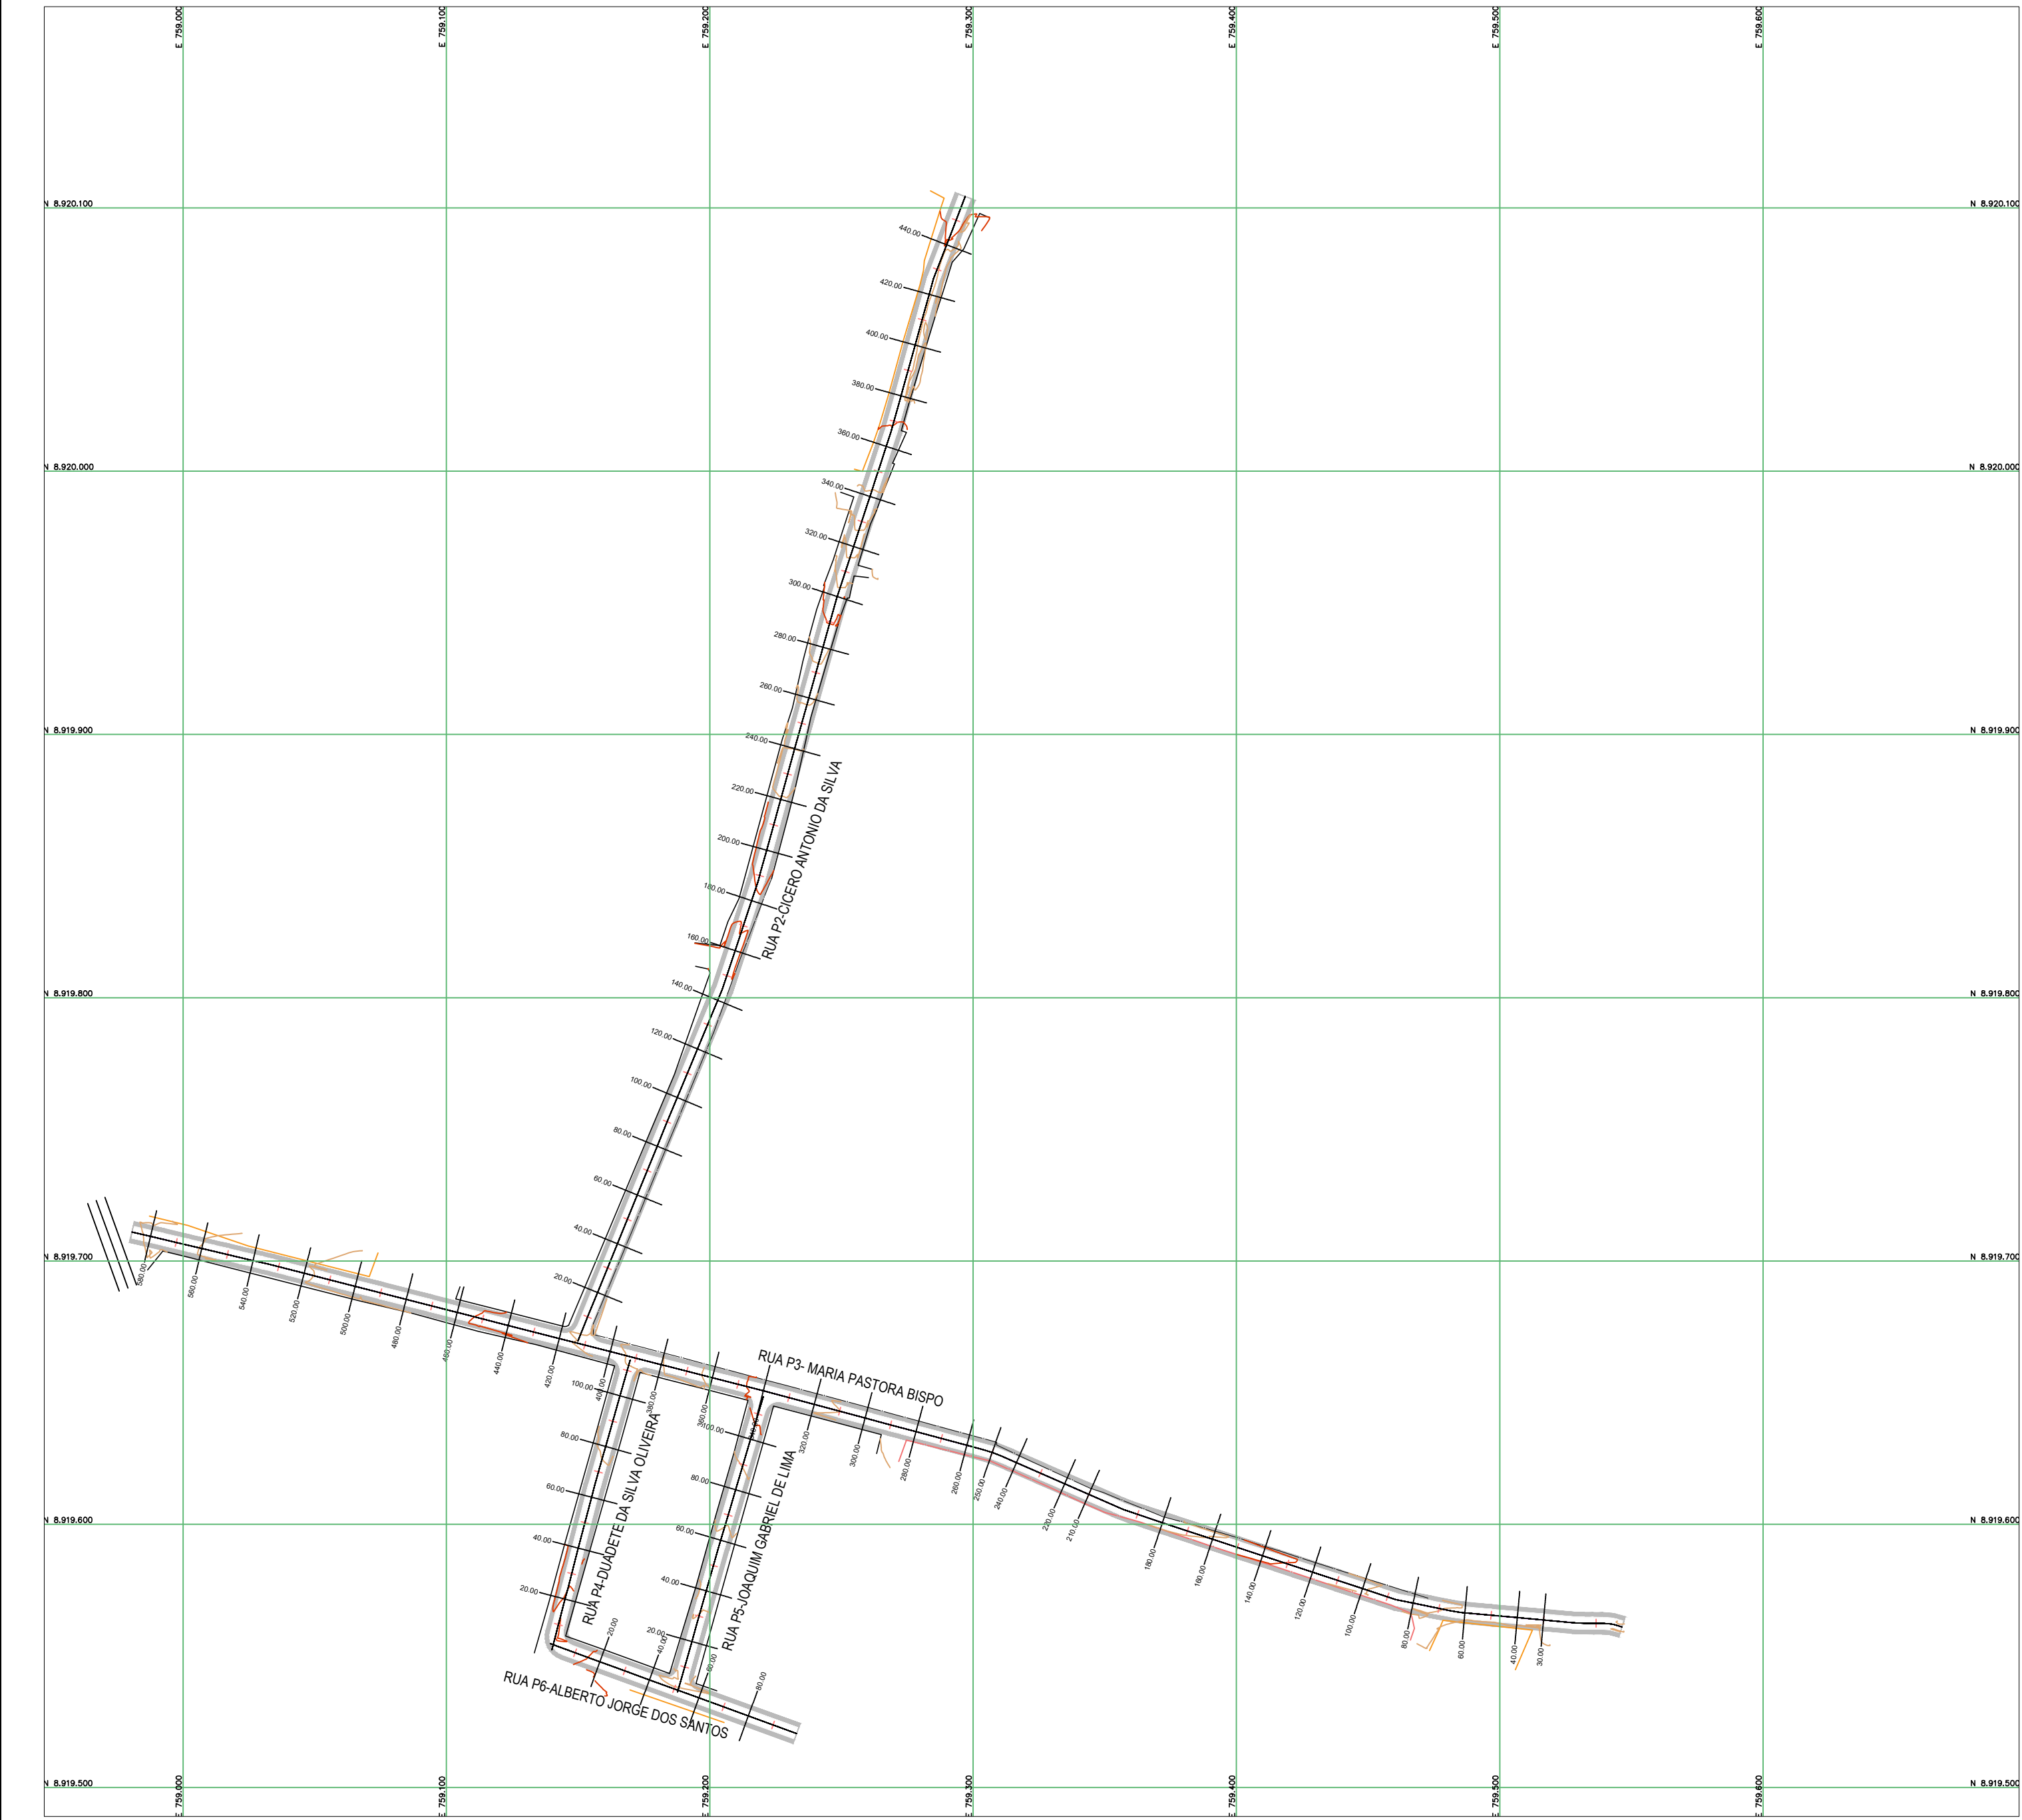 E 759.000
E 759.100
E 759.200
E 759.300
E 759.400
E 759.500
E 759.600
N 8.920.100
N 8.920.100
440.00
420.00
400.00
380.00
360.00
N 8.920.000
N 8.920.000
340.00
320.00
300.00
280.00
260.00
N 8.919.900
N 8.919.900
240.00
220.00
200.00
180.00
160.00
RUA P2-CICERO ANTONIO DA SILVA
N 8.919.800
N 8.919.800
140.00
120.00
100.00
80.00
60.00
40.00
20.00
N 8.919.700
N 8.919.700
580.00
560.00
540.00
520.00
500.00
480.00
460.00
440.00
420.00
400.00
380.00
360.00
340.00
320.00
300.00
280.00
260.00
250.00
240.00
220.00
210.00
180.00
160.00
140.00
120.00
100.00
80.00
60.00
40.00
30.00
RUA P3- MARIA PASTORA BISPO
100.00
80.00
60.00
40.00
20.00
RUA P4-DUADETE DA SILVA OLIVEIRA
100.00
80.00
60.00
40.00
20.00
RUA P5-JOAQUIM GABRIEL DE LIMA
N 8.919.600
N 8.919.600
20.00
40.00
60.00
80.00
RUA P6-ALBERTO JORGE DOS SANTOS
N 8.919.500
N 8.919.500
E 759.000
E 759.100
E 759.200
E 759.300
E 759.400
E 759.500
E 759.600